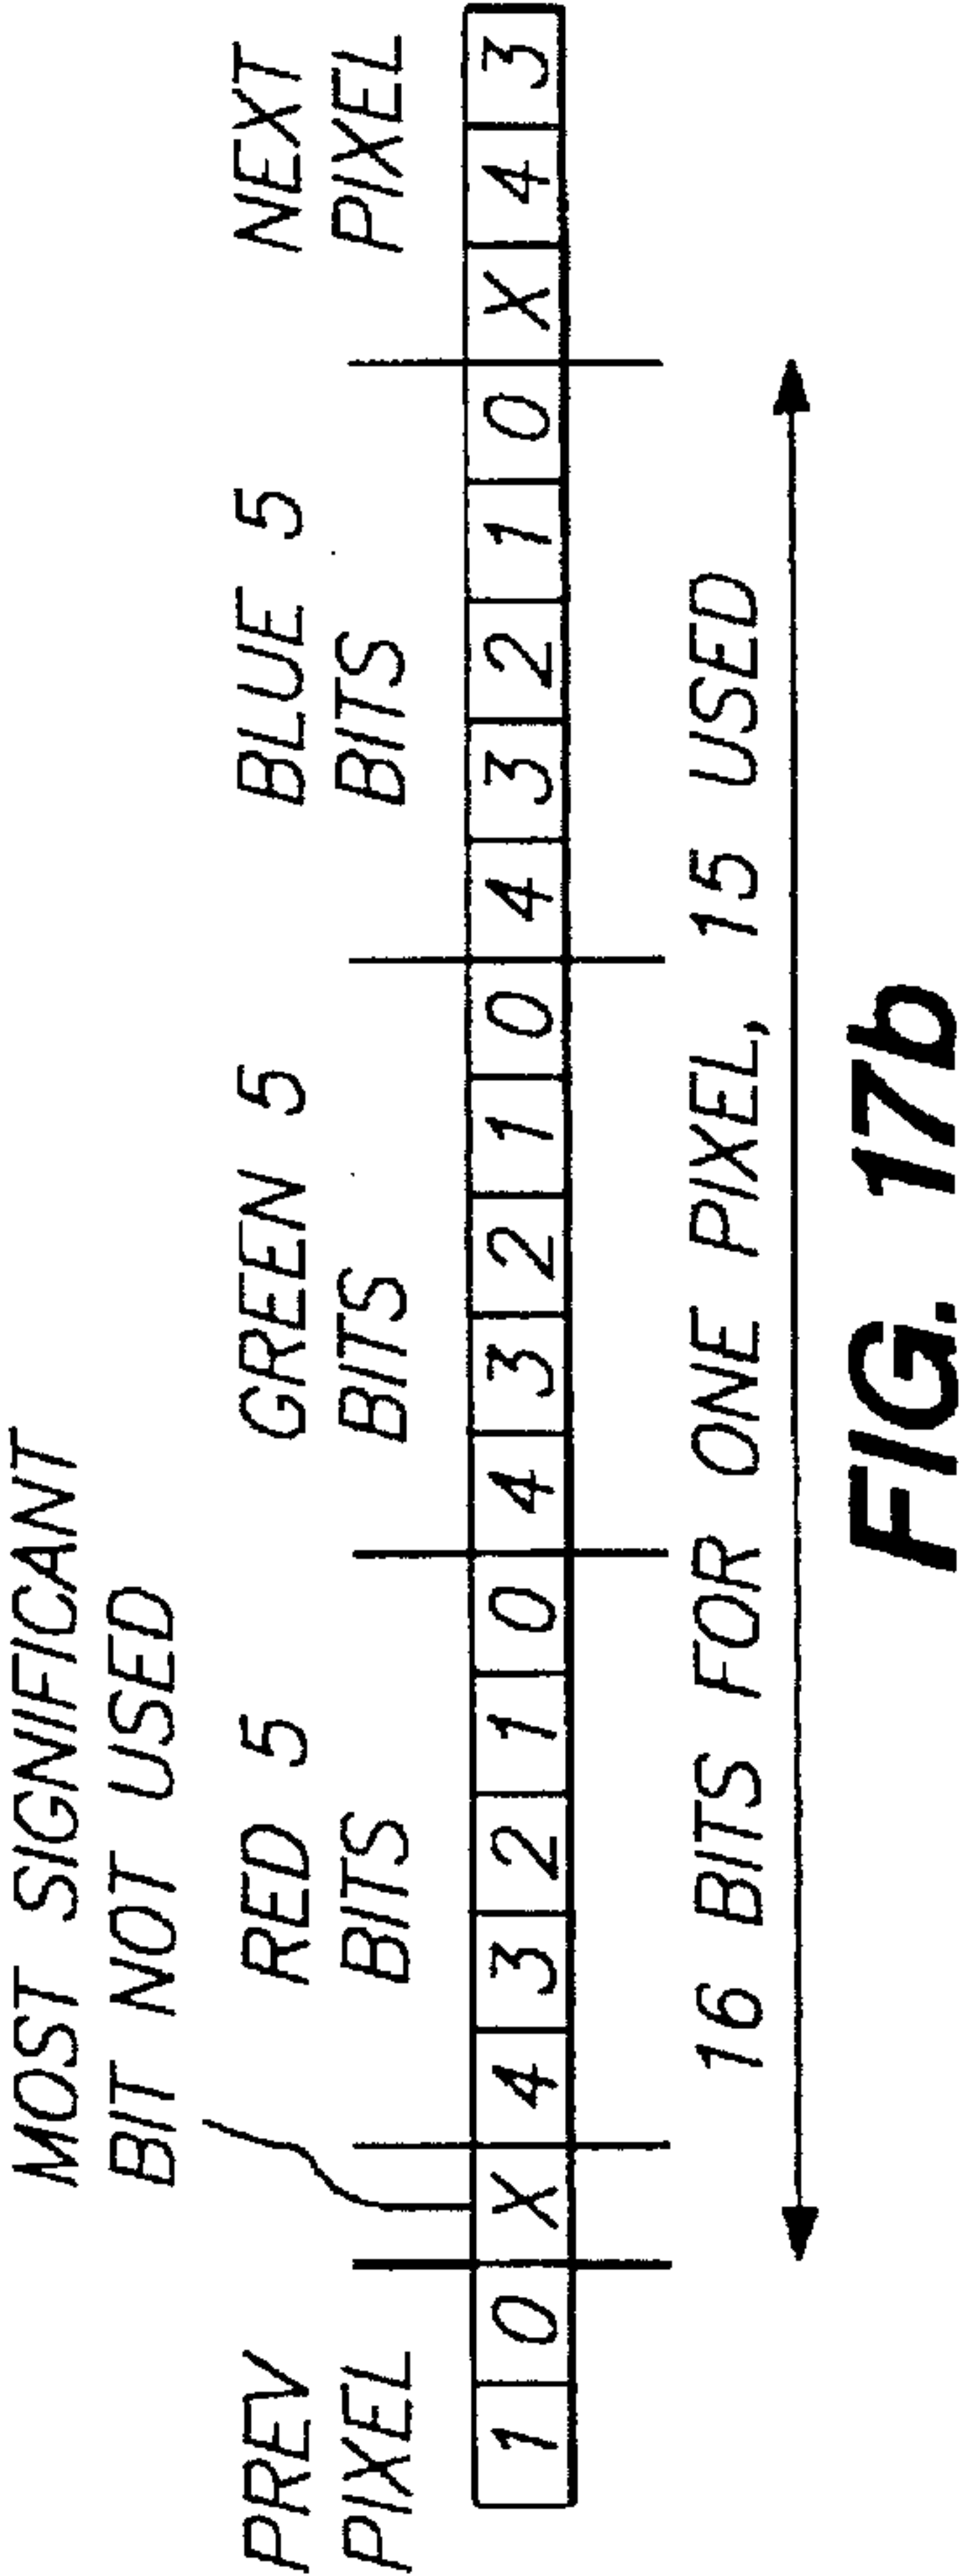 MOST SIGNIFICANT
BIT NOT USED
PREV
PIXEL
RED 5
BITS
GREEN 5
BITS
BLUE 5
BITS
NEXT
PIXEL
1 0 X 4 3 2 1 0 4 3 2 1 0 4 3 2 1 0 X 4 3
16 BITS FOR ONE PIXEL, 15 USED
FIG. 17b